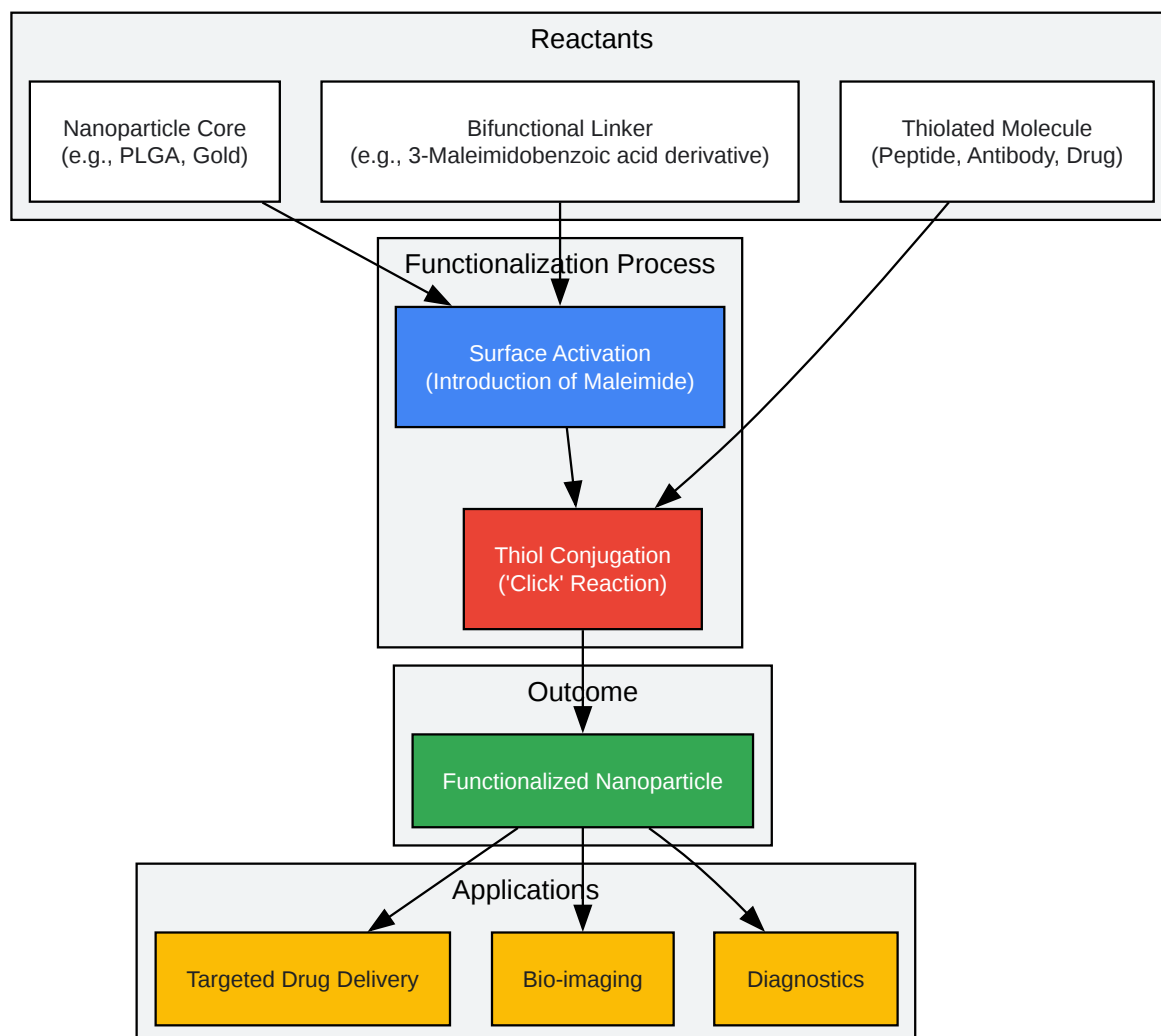 Reactants
Nanoparticle Core
(e.g., PLGA, Gold)
Bifunctional Linker
(e.g., 3-Maleimidobenzoic acid derivative)
Thiolated Molecule
(Peptide, Antibody, Drug)
Functionalization Process
Surface Activation
(Introduction of Maleimide)
Thiol Conjugation
('Click' Reaction)
Outcome
Functionalized Nanoparticle
Applications
Targeted Drug Delivery
Bio-imaging
Diagnostics